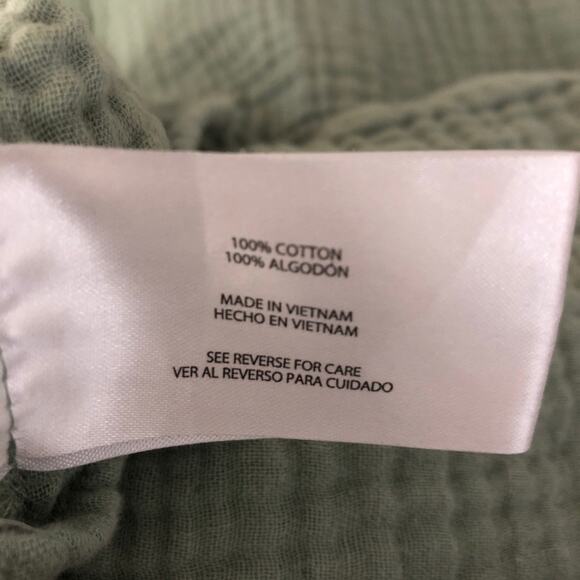 100% COTTON
100% ALGODÓN
MADE IN VIETNAM
HECHO EN VIETNAM
SEE REVERSE FOR CARE
VER AL REVERSO PARA CUIDADO